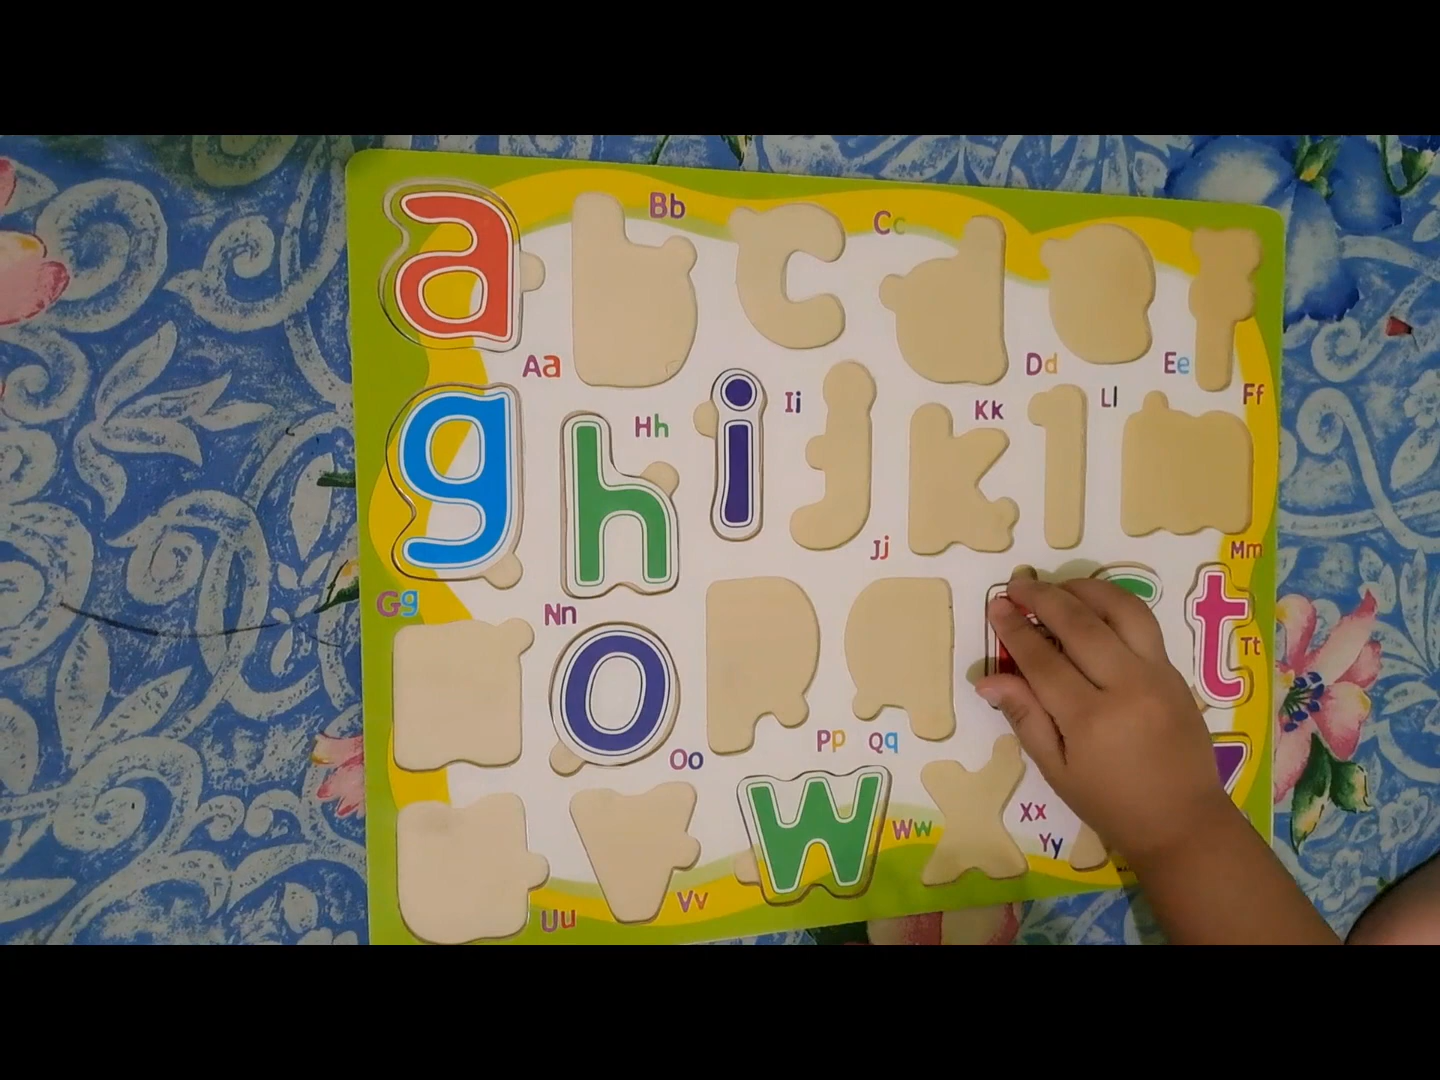 a Bb Cc
Aa Dd Ee Ff
g h Hh i Ii Kk Ll
Jj Mm
Gg Nn t Tt
o Oo Pp Qq
w Ww Xx
Yy
Uu Vv